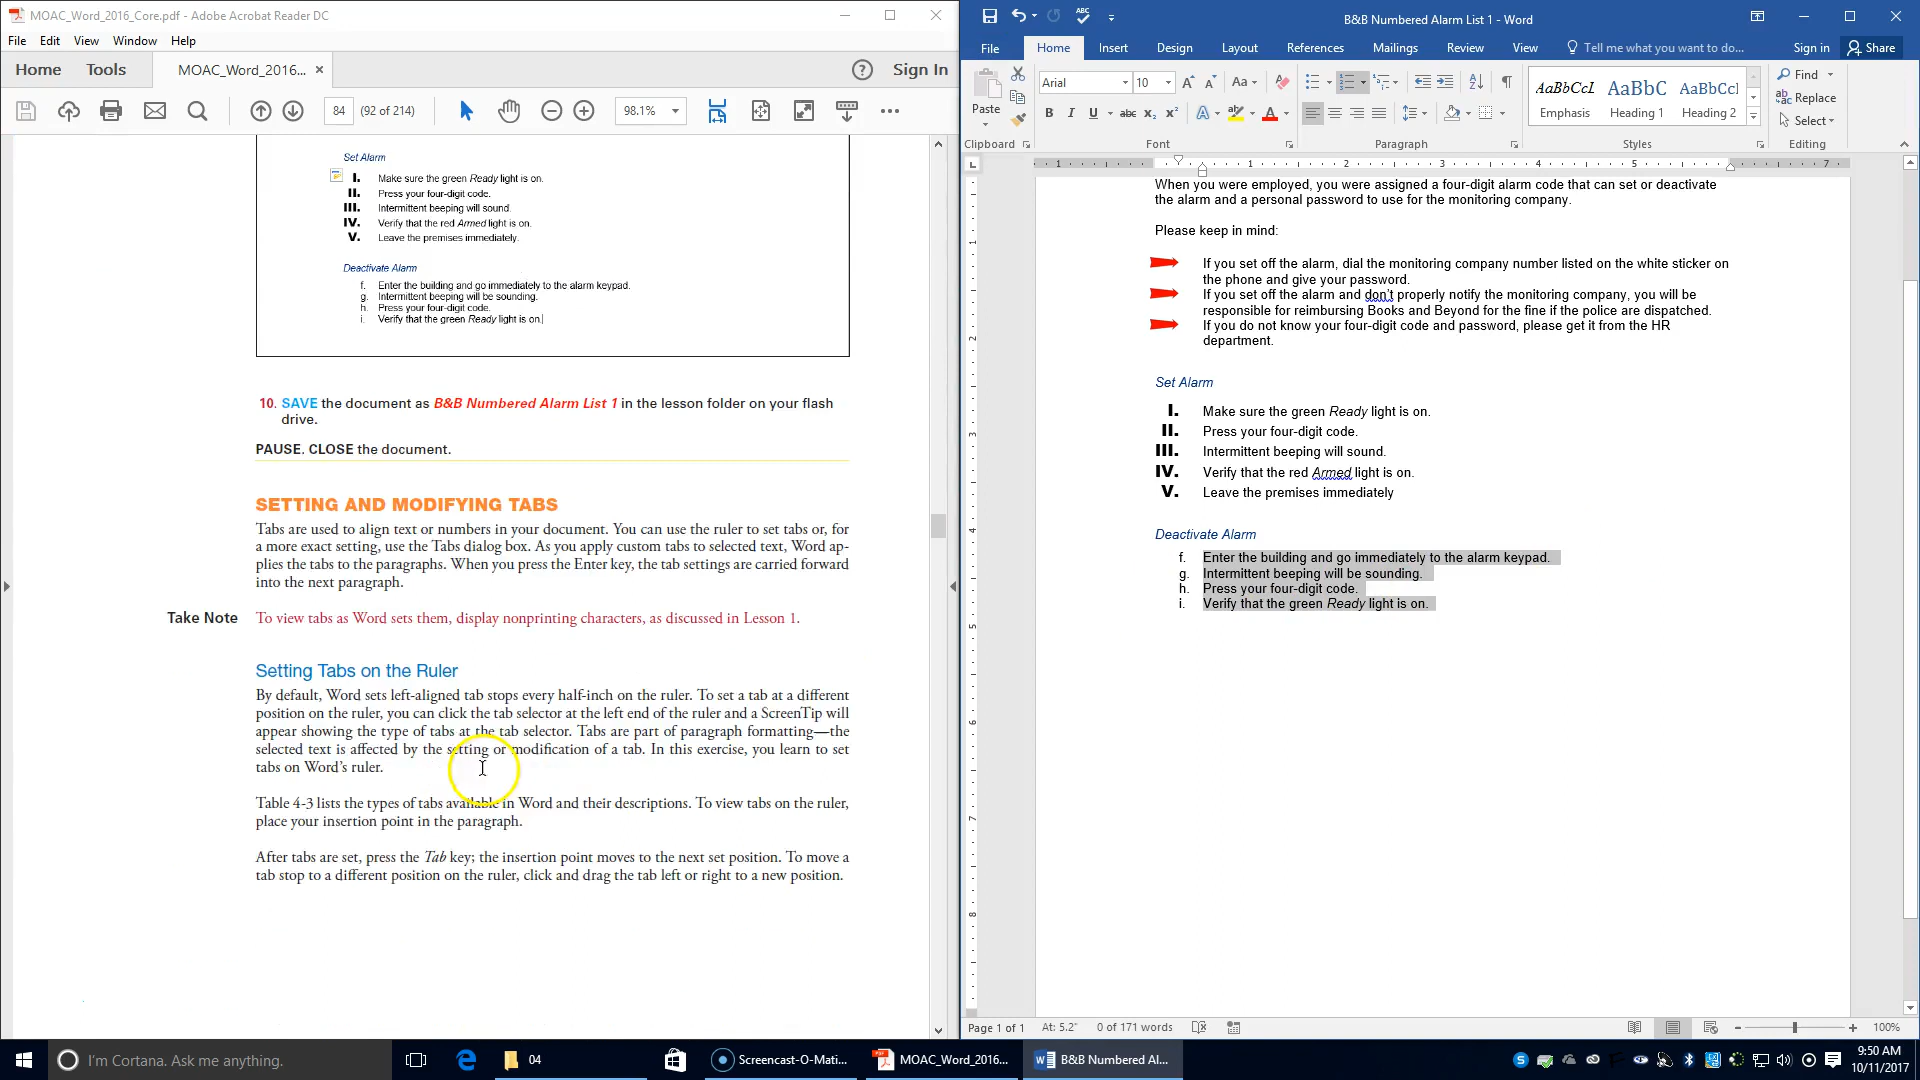 MOAC_Word_2016_Core.pdf - Adobe Acrobat Reader DC
File Edit View Window Help
Home Tools MOAC_Word_2016... × Sign In
84 (92 of 214) 98.1%
Set Alarm
I. Make sure the green Ready light is on.
II. Press your four-digit code.
III. Intermittent beeping will sound.
IV. Verify that the red Armed light is on.
V. Leave the premises immediately.
Deactivate Alarm
f. Enter the building and go immediately to the alarm keypad.
g. Intermittent beeping will be sounding.
h. Press your four-digit code.
i. Verify that the green Ready light is on.
10. SAVE the document as B&B Numbered Alarm List 1 in the lesson folder on your flash
drive.
PAUSE. CLOSE the document.
SETTING AND MODIFYING TABS
Tabs are used to align text or numbers in your document. You can use the ruler to set tabs or, for
a more exact setting, use the Tabs dialog box. As you apply custom tabs to selected text, Word ap-
plies the tabs to the paragraphs. When you press the Enter key, the tab settings are carried forward
into the next paragraph.
Take Note To view tabs as Word sets them, display nonprinting characters, as discussed in Lesson 1.
Setting Tabs on the Ruler
By default, Word sets left-aligned tab stops every half-inch on the ruler. To set a tab at a different
position on the ruler, you can click the tab selector at the left end of the ruler and a ScreenTip will
appear showing the type of tabs at the tab selector. Tabs are part of paragraph formatting—the
selected text is affected by the setting or modification of a tab. In this exercise, you learn to set
tabs on Word's ruler.
Table 4-3 lists the types of tabs available in Word and their descriptions. To view tabs on the ruler,
place your insertion point in the paragraph.
After tabs are set, press the Tab key; the insertion point moves to the next set position. To move a
tab stop to a different position on the ruler, click and drag the tab left or right to a new position.
B&B Numbered Alarm List 1 - Word
File Home Insert Design Layout References Mailings Review View Tell me what you want to do... Sign in Share
Paste Arial 10
AaBbCcL AaBbC AaBbCcl
Emphasis Heading 1 Heading 2
Find
Replace
Select
Clipboard Font Paragraph Styles Editing
1 1 2 3 4 5 7
When you were employed, you were assigned a four-digit alarm code that can set or deactivate
the alarm and a personal password to use for the monitoring company.
Please keep in mind:
If you set off the alarm, dial the monitoring company number listed on the white sticker on
the phone and give your password.
If you set off the alarm and don't properly notify the monitoring company, you will be
responsible for reimbursing Books and Beyond for the fine if the police are dispatched.
If you do not know your four-digit code and password, please get it from the HR
department.
Set Alarm
I. Make sure the green Ready light is on.
II. Press your four-digit code.
III. Intermittent beeping will sound.
IV. Verify that the red Armed light is on.
V. Leave the premises immediately
Deactivate Alarm
f. Enter the building and go immediately to the alarm keypad.
g. Intermittent beeping will be sounding.
h. Press your four-digit code.
i. Verify that the green Ready light is on.
Page 1 of 1 At: 5.2" 0 of 171 words 100%
I'm Cortana. Ask me anything. 04 Screencast-O-Mati... MOAC_Word_2016... B&B Numbered Al... 9:50 AM
10/11/2017